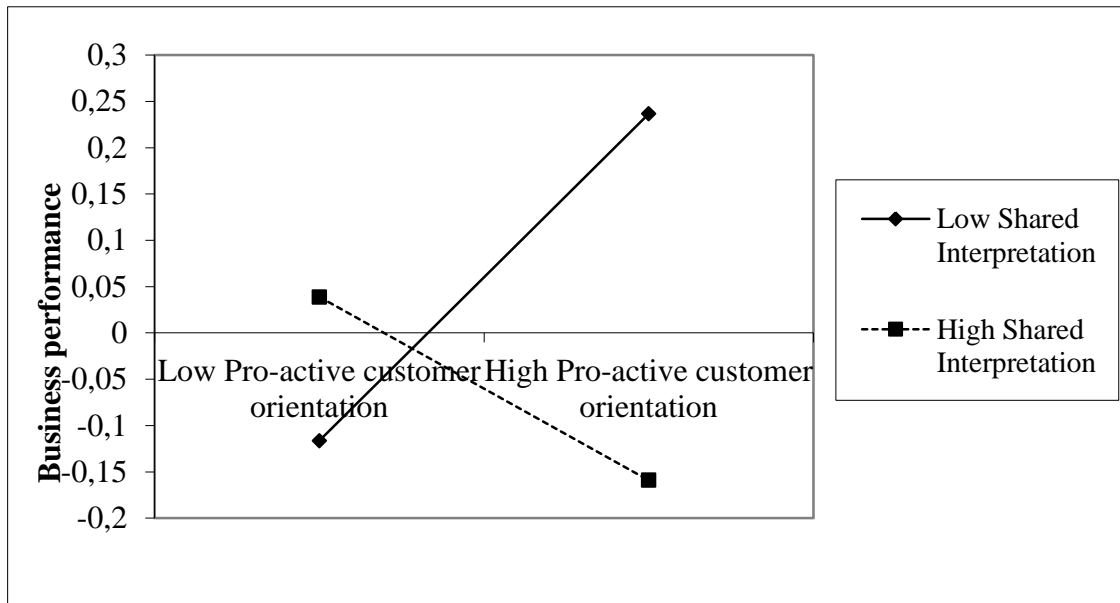 0,3
0,25
0,2
0,15
0,1
0,05
0
-0,05
-0,1
-0,15
-0,2
Business performance
Low Pro-active customer
orientation
High Pro-active customer
orientation
Low Shared
Interpretation
High Shared
Interpretation